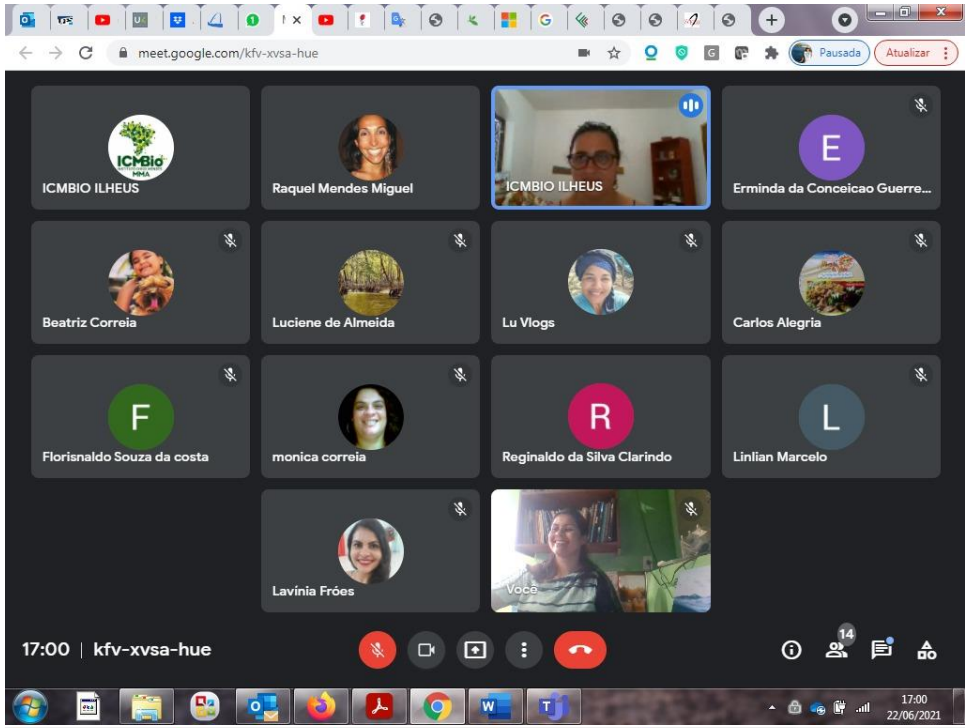 meet.google.com/kfv-xvsa-hue
Pausada
Atualizar
ICMBio
MMA
ICMBIO ILHEUS
Raquel Mendes Miguel
ICMBIO ILHEUS
E
Erminda da Conceicao Guerre...
Beatriz Correia
Luciene de Almeida
Lu Vlogs
Carlos Alegria
F
Florisnaldo Souza da costa
monica correia
R
Reginaldo da Silva Clarindo
L
Linlian Marcelo
Lavínia Fróes
Você
17:00 | kfv-xvsa-hue
14
17:00
22/06/2021